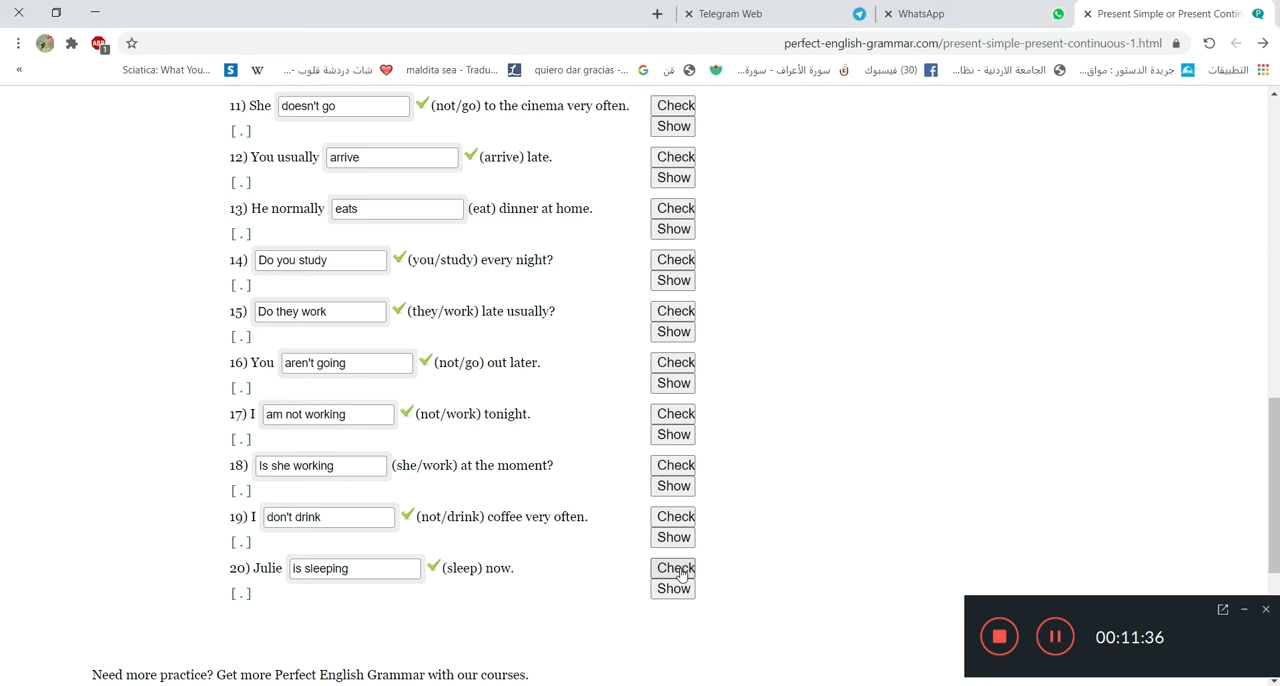 Telegram Web
WhatsApp
Present Simple or Present Contin
perfect-english-grammar.com/present-simple-present-continuous-1.html
ABP
1
«
Sciatica: What You...
S
W
شات دردشة قلوب -...
maldita sea - Tradu...
quiero dar gracias -...
قن
سورة الأعراف - سورة...
(30) فيسبوك
الجامعة الاردنية - نظا...
جريدة الدستور : مواق...
التطبيقات
11) She doesn't go (not/go) to the cinema very often.
Check
Show
[ . ]
12) You usually arrive (arrive) late.
Check
Show
[ . ]
13) He normally eats (eat) dinner at home.
Check
Show
[ . ]
14) Do you study (you/study) every night?
Check
Show
[ . ]
15) Do they work (they/work) late usually?
Check
Show
[ . ]
16) You aren't going (not/go) out later.
Check
Show
[ . ]
17) I am not working (not/work) tonight.
Check
Show
[ . ]
18) Is she working (she/work) at the moment?
Check
Show
[ . ]
19) I don't drink (not/drink) coffee very often.
Check
Show
[ . ]
20) Julie is sleeping (sleep) now.
Check
Show
[ . ]
00:11:36
Need more practice? Get more Perfect English Grammar with our courses.